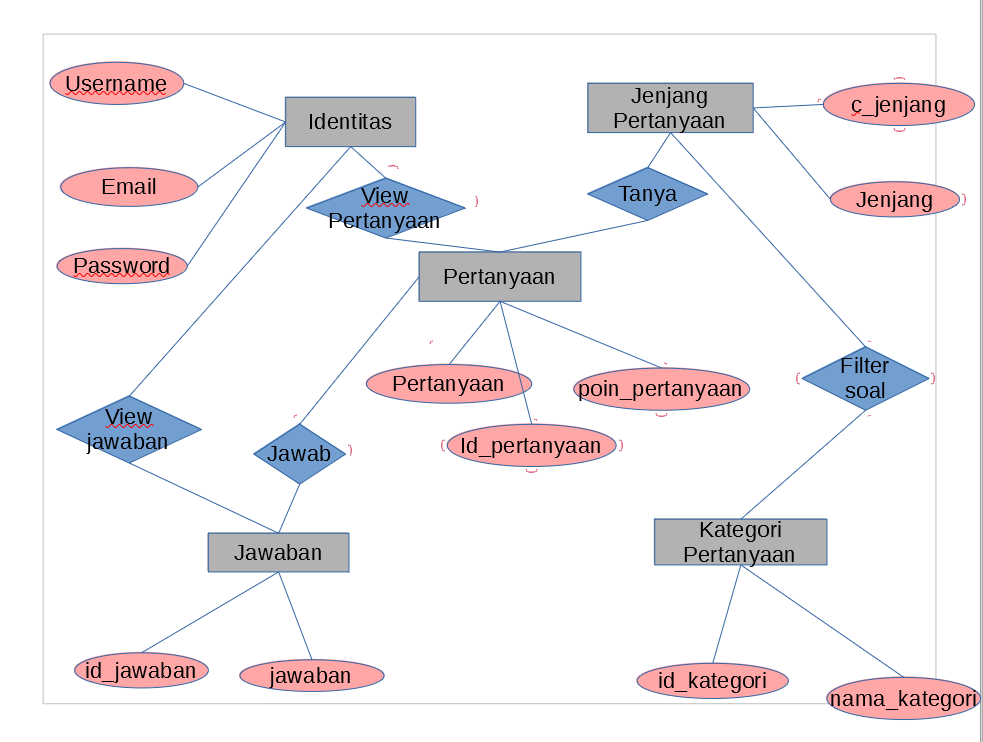 Username
Identitas
Jenjang
Pertanyaan
c_jenjang
Email
View
Pertanyaan
Tanya
Jenjang
Password
Pertanyaan
Pertanyaan
poin_pertanyaan
Filter
soal
View
jawaban
Jawab
Id_pertanyaan
Jawaban
Kategori
Pertanyaan
id_jawaban
jawaban
id_kategori
nama_kategori